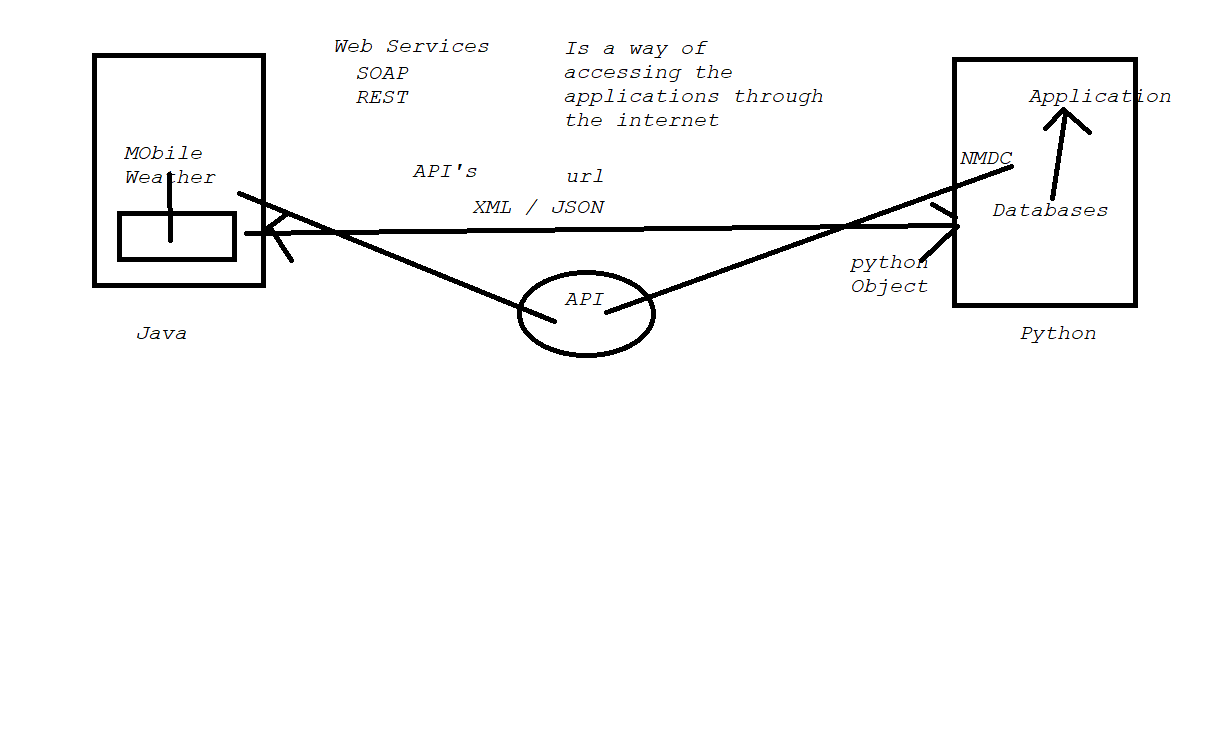 Web Services
SOAP
REST
Is a way of
accessing the
applications through
the internet
Application
MObile
Weather
API's
url
NMDC
XML / JSON
Databases
python
Object
API
Java
Python